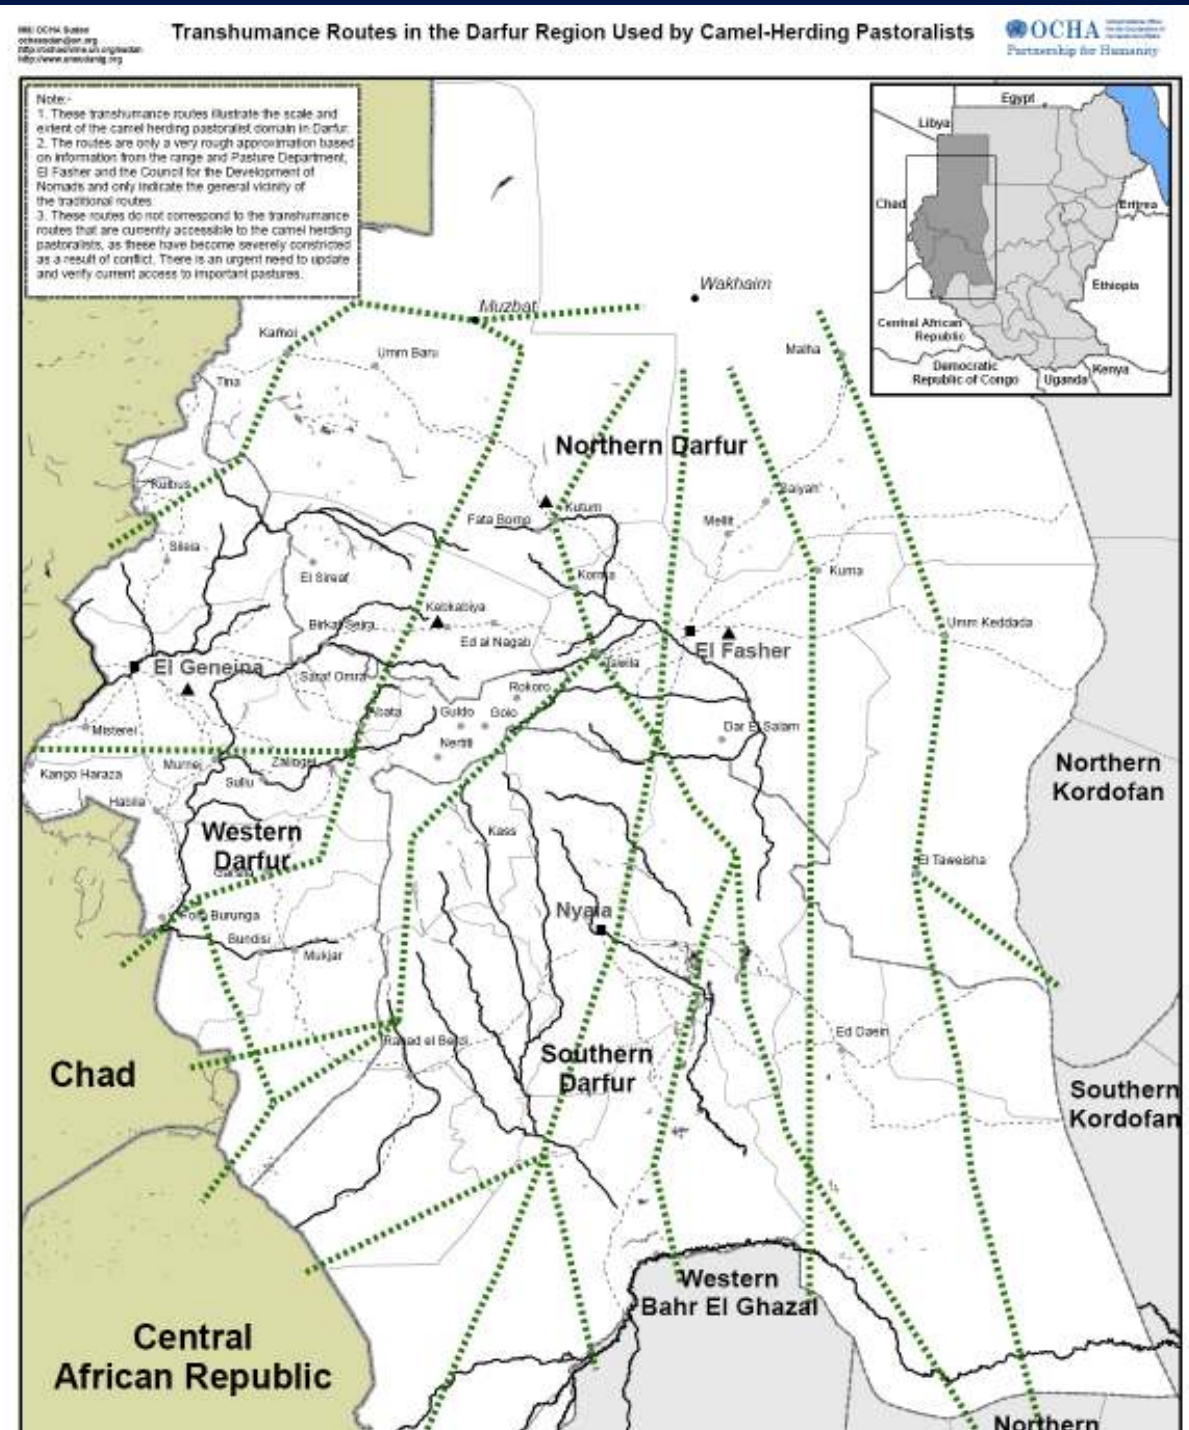 Transhumance Routes in the Darfur Region Used by Camel-Herding Pastoralists
OCHA
Partnership for Humanity
Note:-
1. These transhumance routes illustrate the scale and
extent of the camel herding pastoralist domain in Darfur.
2. The routes are only a very rough approximation based
on information from the range and Pasture Department,
El Fasher and the Council for the Development of
Nomads and only indicate the general vicinity of
the traditional routes.
3. These routes do not correspond to the transhumance
routes that are currently accessible to the camel herding
pastoralists, as these have become severely constricted
as a result of conflict. There is an urgent need to update
and verify current access to important pastures.
Egypt
Libya
Chad
Eritrea
Ethiopia
Central African
Republic
Democratic
Republic of Congo
Uganda
Kenya
Wakhaim
Muzbat
Karnoi
Umm Baru
Malha
Tina
Northern Darfur
Kulbus
Saiyah
Kutum
Fata Borno
Mellit
Sileia
El Sireaf
Korma
Kuma
Kebkabiya
Birkat Seira
Ed al Nagab
Umm Keddada
El Fasher
El Geneina
Tawila
Saraf Omra
Rokoro
Abata
Guldo
Golo
Dar El Salam
Misterei
Nertiti
Murnei
Zalingei
Kango Haraza
Sullu
Northern
Kordofan
Habila
Western
Darfur
Kass
Garsila
El Taweisha
Foro Burunga
Nyala
Bundisi
Mukjar
Ed Daein
Rahad el Berdi
Southern
Darfur
Chad
Southern
Kordofan
Western
Bahr El Ghazal
Central
African Republic
Northern